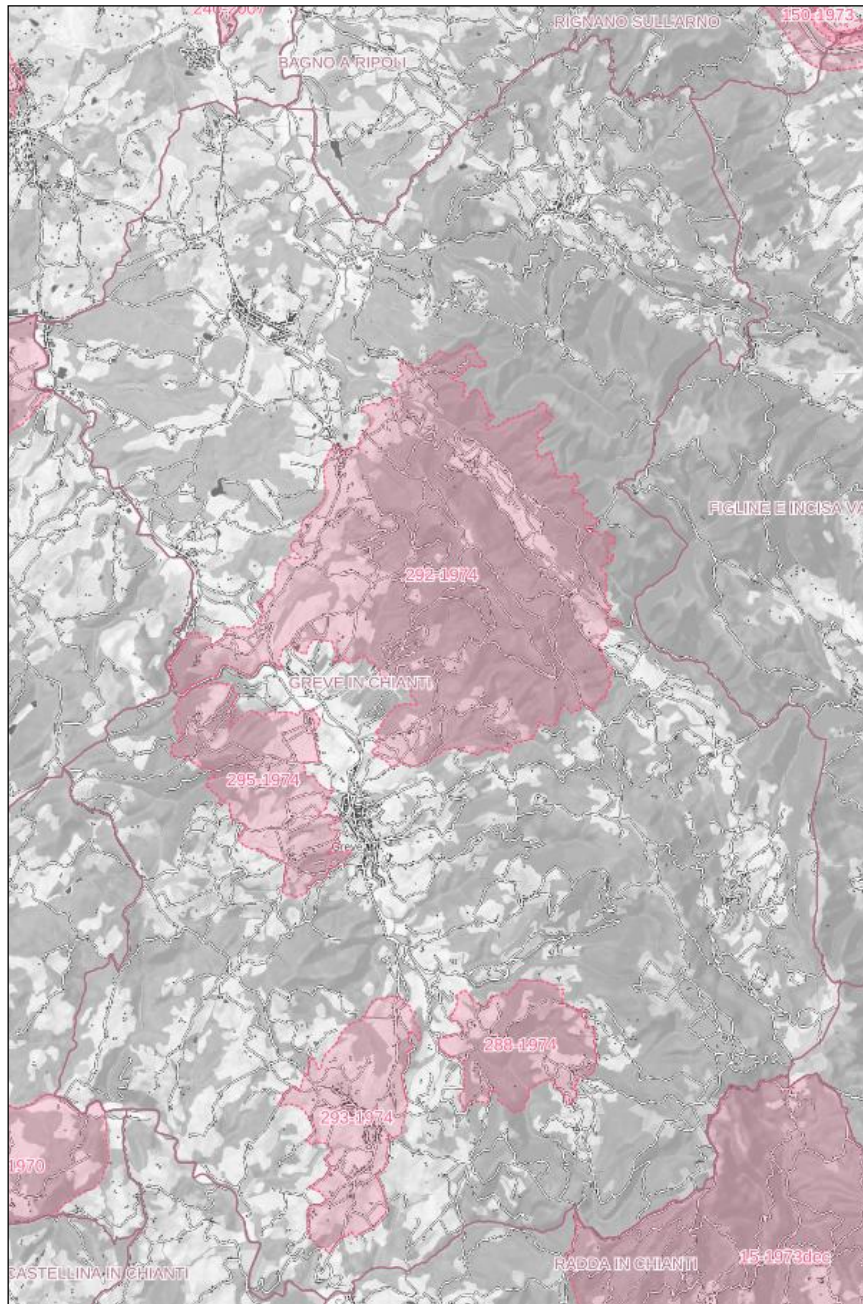 RIGNANO SULL'ARNO
150-1973
BAGNO A RIPOLI
FIGLINE E INCISA VA
292-1974
GREVE IN CHIANTI
295-1974
288-1974
293-1974
1970
15-1973dec
RADDA IN CHIANTI
CASTELLINA IN CHIANTI